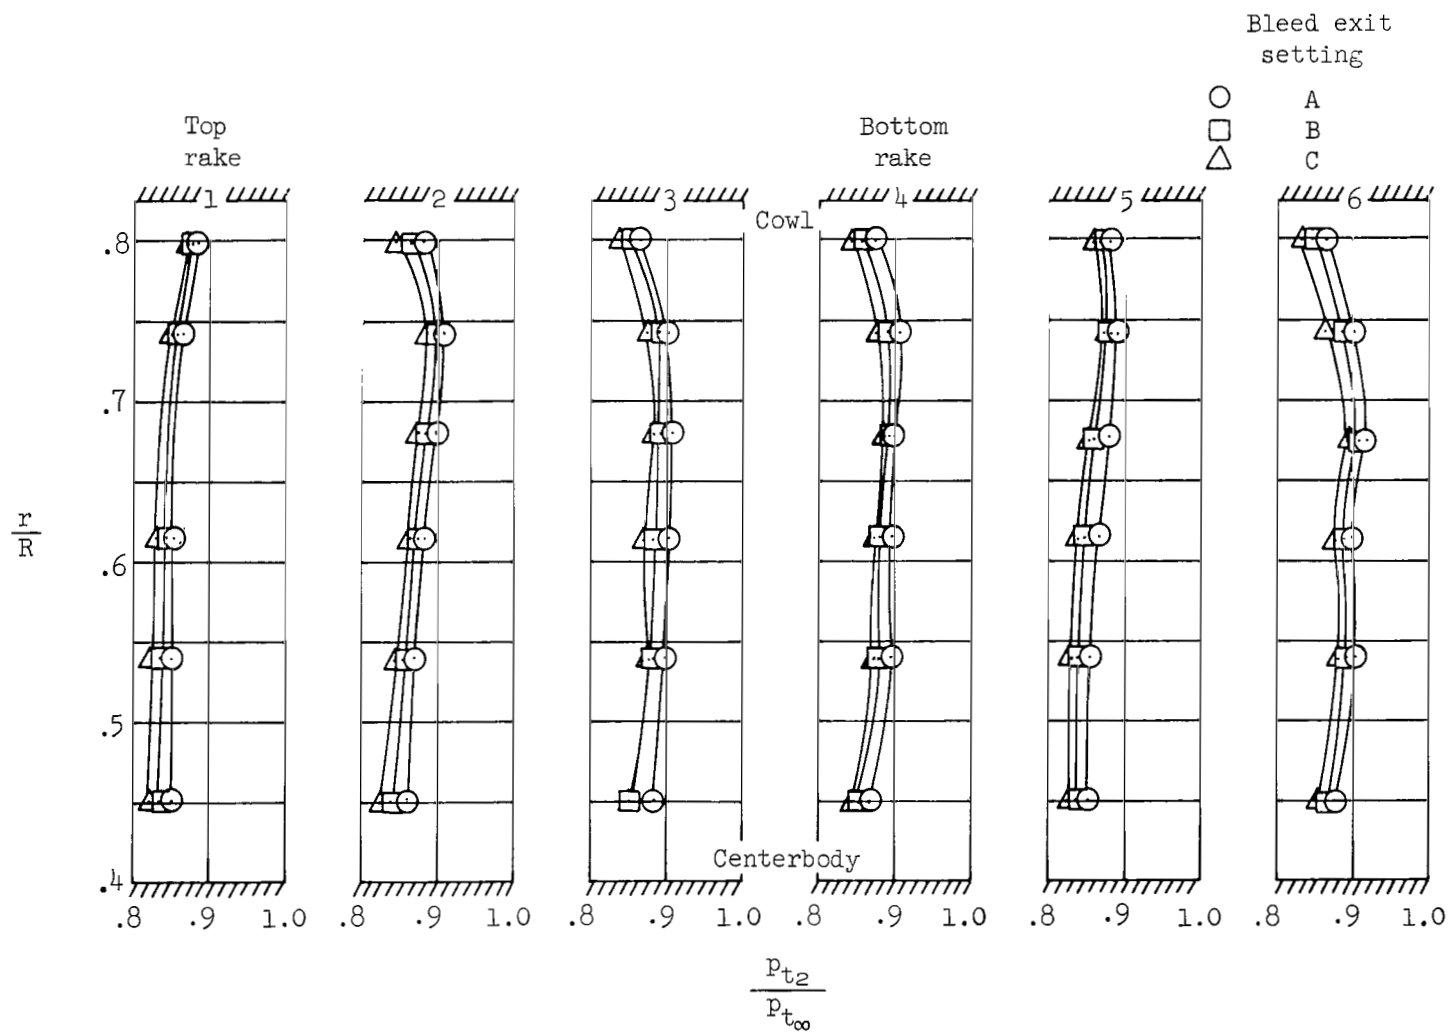 Bleed exit
setting
A
B
C
Top
rake
Bottom
rake
1
2
3
4
5
6
Cowl
.8
.7
r
R
.6
.5
Centerbody
.4
.8 .9 1.0 .8 .9 1.0 .8 .9 1.0 .8 .9 1.0 .8 .9 1.0 .8 .9 1.0
pt2
pt∞